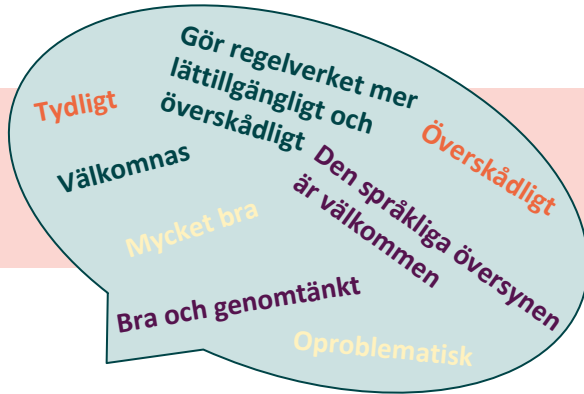 Gör regelverket mer
lättillgängligt och
överskådligt
Tydligt
Överskådligt
Välkomnas
Den språkliga översynen
är välkommen
Mycket bra
Bra och genomtänkt
Oproblematisk